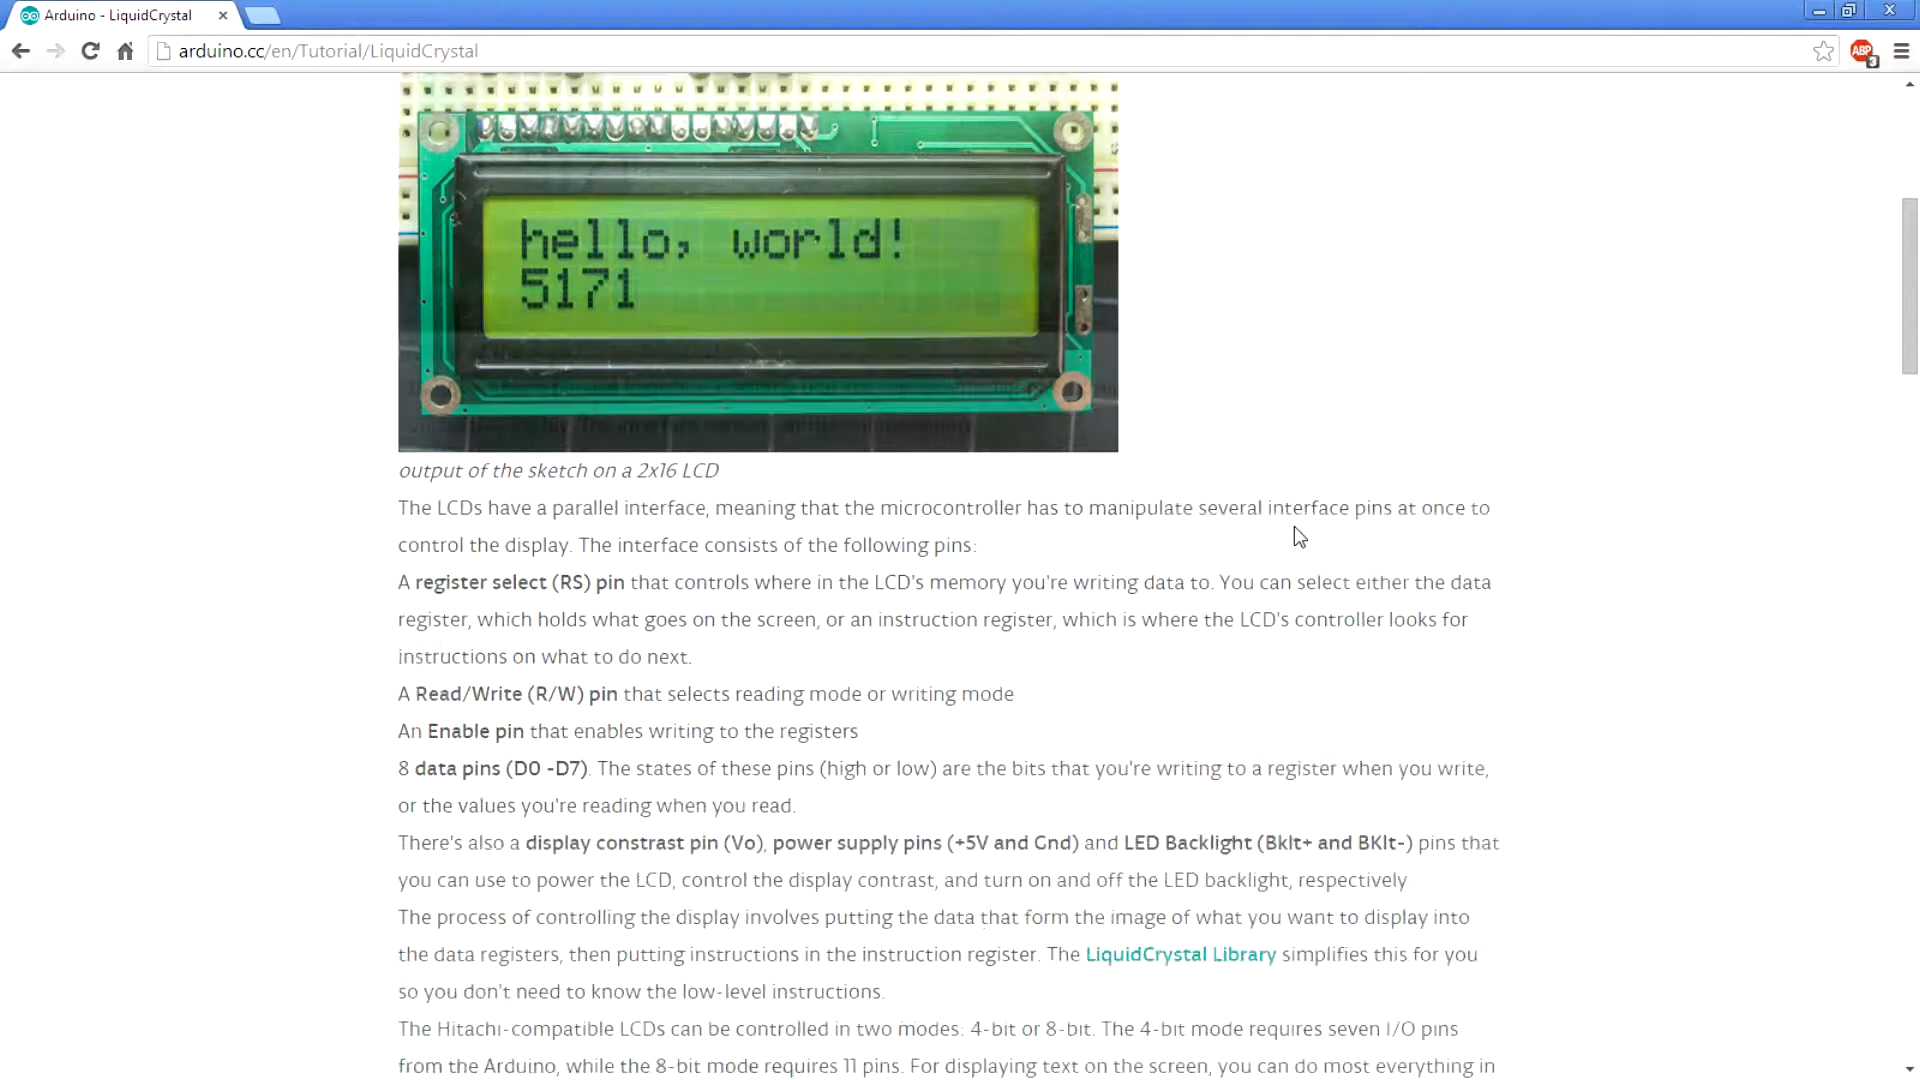 Arduino - LiquidCrystal
arduino.cc/en/Tutorial/LiquidCrystal
ABP
3
hello, world!
5171
output of the sketch on a 2x16 LCD
The LCDs have a parallel interface, meaning that the microcontroller has to manipulate several interface pins at once to
control the display. The interface consists of the following pins:
A register select (RS) pin that controls where in the LCD's memory you're writing data to. You can select either the data
register, which holds what goes on the screen, or an instruction register, which is where the LCD's controller looks for
instructions on what to do next.
A Read/Write (R/W) pin that selects reading mode or writing mode
An Enable pin that enables writing to the registers
8 data pins (D0 -D7). The states of these pins (high or low) are the bits that you're writing to a register when you write,
or the values you're reading when you read.
There's also a display constrast pin (Vo), power supply pins (+5V and Gnd) and LED Backlight (Bklt+ and BKlt-) pins that
you can use to power the LCD, control the display contrast, and turn on and off the LED backlight, respectively
The process of controlling the display involves putting the data that form the image of what you want to display into
the data registers, then putting instructions in the instruction register. The LiquidCrystal Library simplifies this for you
so you don't need to know the low-level instructions.
The Hitachi-compatible LCDs can be controlled in two modes: 4-bit or 8-bit. The 4-bit mode requires seven I/O pins
from the Arduino, while the 8-bit mode requires 11 pins. For displaying text on the screen, you can do most everything in